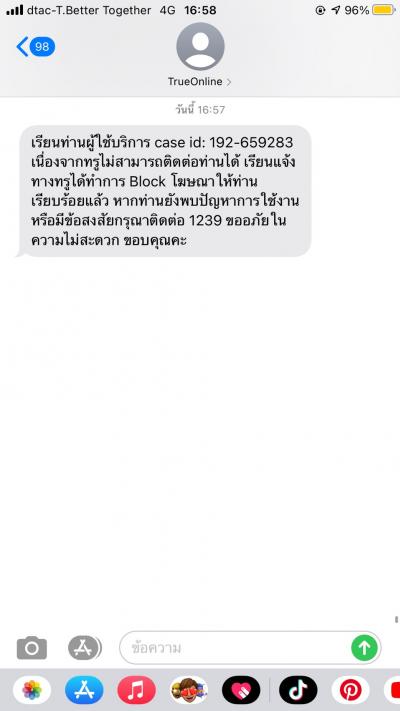 dtac-T.Better Together 4G 16:58 96%
98
TrueOnline
วันนี้ 16:57
เรียนท่านผู้ใช้บริการ case id: 192-659283
เนื่องจากทรูไม่สามารถติดต่อท่านได้ เรียนแจ้ง
ทางทรูได้ทำการ Block โฆษณาให้ท่าน
เรียบร้อยแล้ว หากท่านยังพบปัญหาการใช้งาน
หรือมีข้อสงสัยกรุณาติดต่อ 1239 ขออภัยใน
ความไม่สะดวก ขอบคุณคะ
ข้อความ